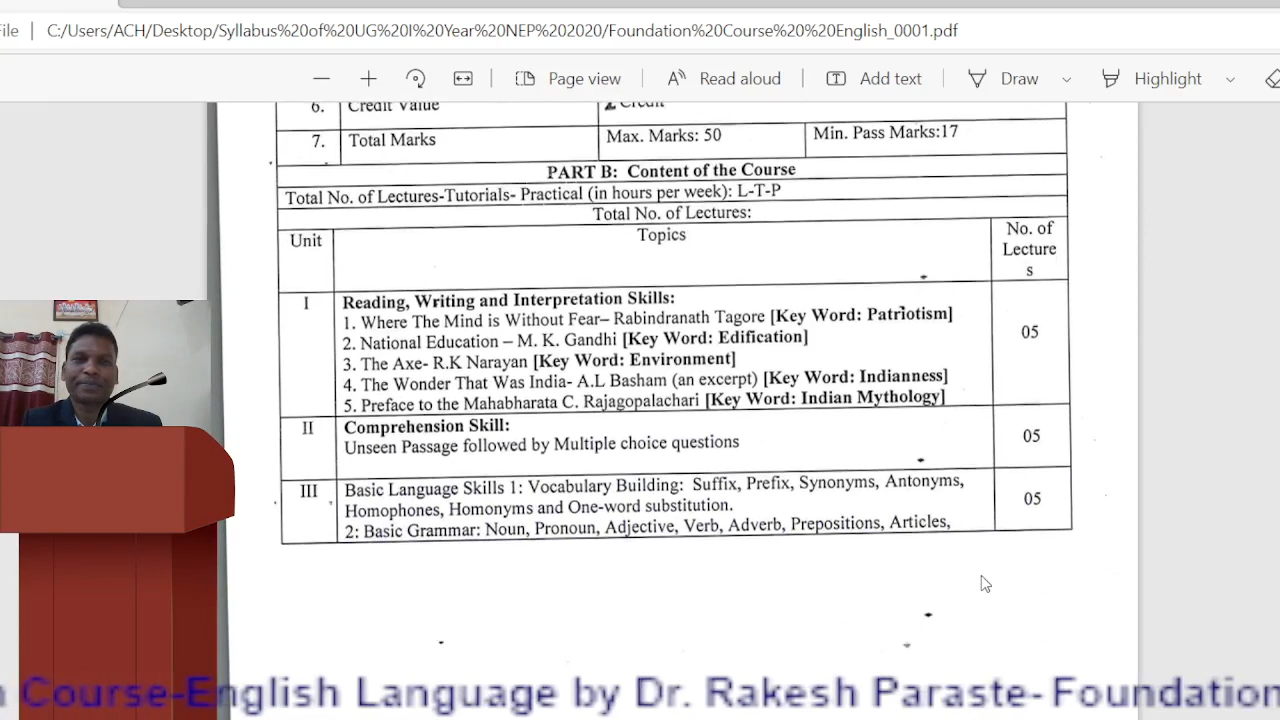 File | C:/Users/ACH/Desktop/Syllabus%20of%20UG%20I%20Year%20NEP%202020/Foundation%20Course%20%20English_0001.pdf
Page view Read aloud Add text Draw Highlight
6. Credit Value Credit
7. Total Marks Max. Marks: 50 Min. Pass Marks:17
PART B: Content of the Course
Total No. of Lectures-Tutorials- Practical (in hours per week): L-T-P
Total No. of Lectures:
Unit Topics No. of
Lecture
s
I Reading, Writing and Interpretation Skills:
1. Where The Mind is Without Fear– Rabindranath Tagore [Key Word: Patriotism]
2. National Education – M. K. Gandhi [Key Word: Edification]
05
3. The Axe- R.K Narayan [Key Word: Environment]
4. The Wonder That Was India- A.L Basham (an excerpt) [Key Word: Indianness]
5. Preface to the Mahabharata C. Rajagopalachari [Key Word: Indian Mythology]
II Comprehension Skill:
Unseen Passage followed by Multiple choice questions 05
III Basic Language Skills 1: Vocabulary Building: Suffix, Prefix, Synonyms, Antonyms,
Homophones, Homonyms and One-word substitution. 05
2: Basic Grammar: Noun, Pronoun, Adjective, Verb, Adverb, Prepositions, Articles,
Course-English Language by Dr. Rakesh Paraste- Foundation